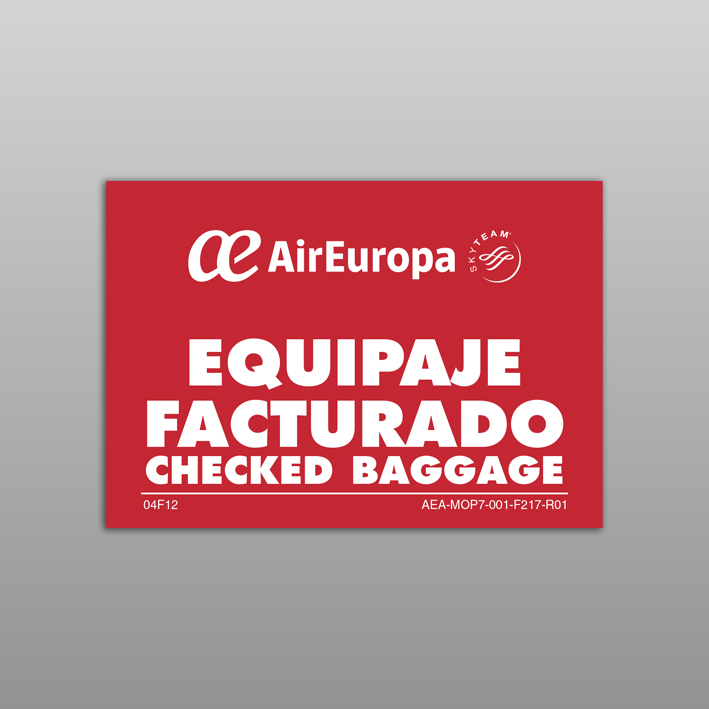 æ AirEuropa SKYTEAM
EQUIPAJE
FACTURADO
CHECKED BAGGAGE
04F12 AEA-MOP7-001-F217-R01